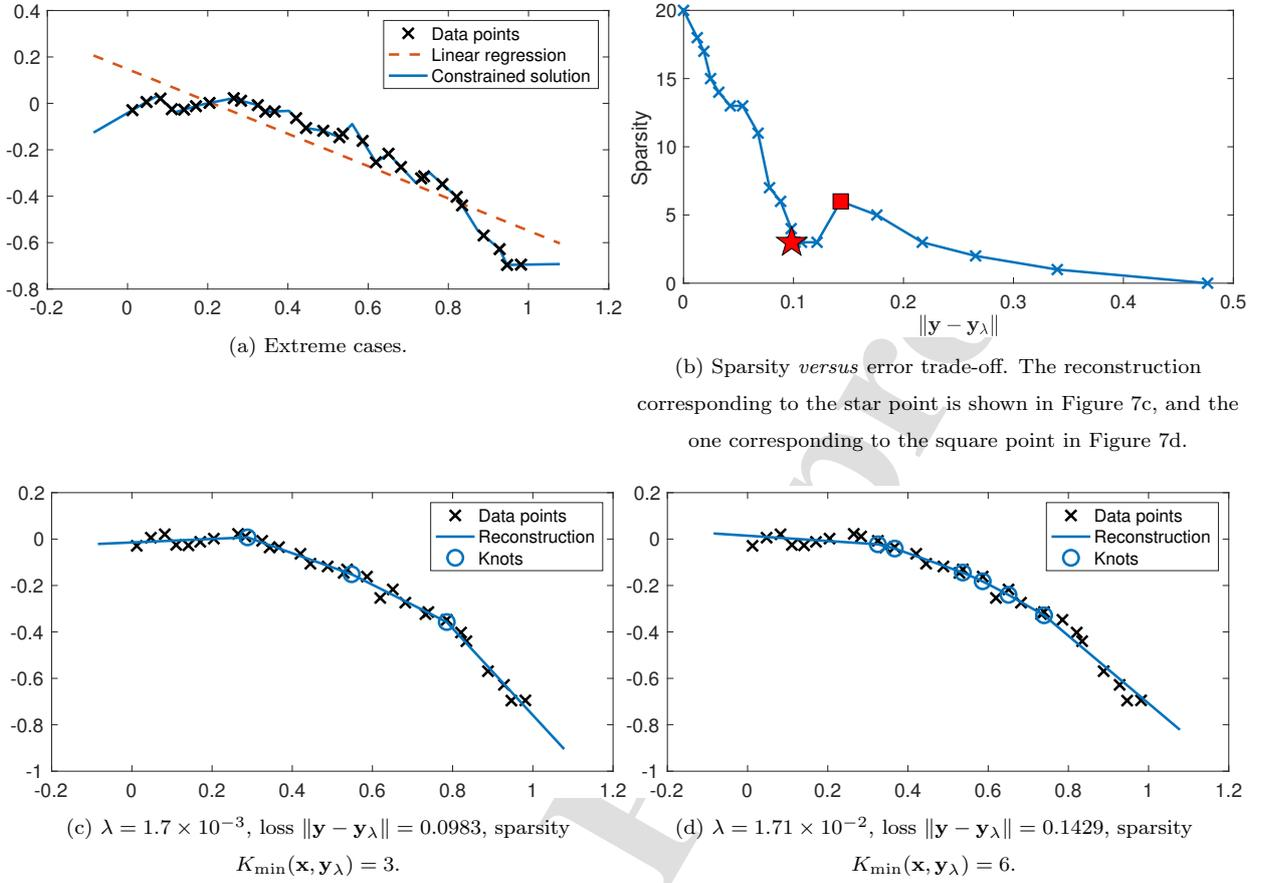 0.4
0.2
0
-0.2
-0.4
-0.6
-0.8
-0.2 0 0.2 0.4 0.6 0.8 1 1.2
Data points
Linear regression
Constrained solution
(a) Extreme cases.
20
15
10
5
0
Sparsity
0 0.1 0.2 0.3 0.4 0.5
‖y − y_λ‖
(b) Sparsity versus error trade-off. The reconstruction
corresponding to the star point is shown in Figure 7c, and the
one corresponding to the square point in Figure 7d.
0.2
0
-0.2
-0.4
-0.6
-0.8
-1
-0.2 0 0.2 0.4 0.6 0.8 1 1.2
Data points
Reconstruction
Knots
(c) λ = 1.7 × 10⁻³, loss ‖y − y_λ‖ = 0.0983, sparsity
K_min(x, y_λ) = 3.
0.2
0
-0.2
-0.4
-0.6
-0.8
-1
-0.2 0 0.2 0.4 0.6 0.8 1 1.2
Data points
Reconstruction
Knots
(d) λ = 1.71 × 10⁻², loss ‖y − y_λ‖ = 0.1429, sparsity
K_min(x, y_λ) = 6.